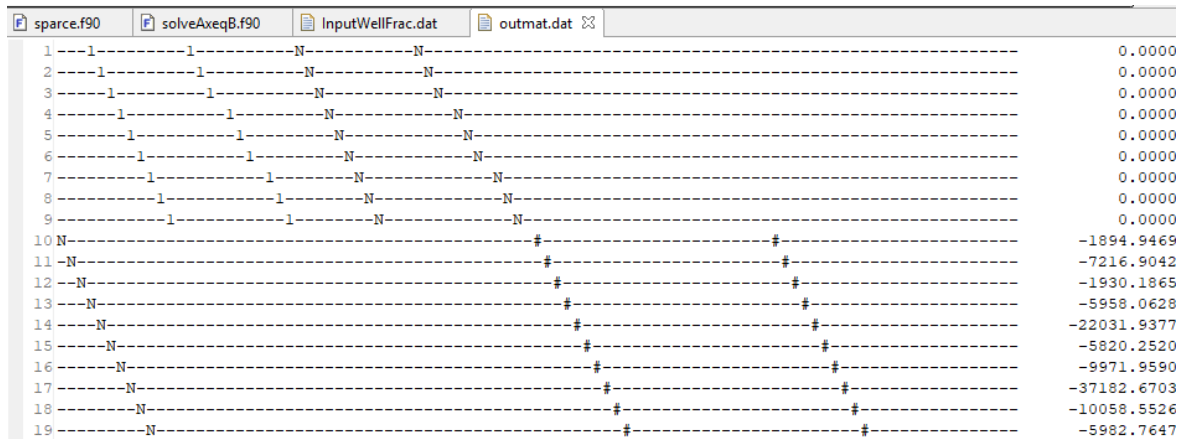 sparce.f90 solveAxeqB.f90 InputWellFrac.dat outmat.dat
1 ---1---------1----------N-----------N------------------------------------------------------------ 0.0000
2 ----1---------1----------N-----------N----------------------------------------------------------- 0.0000
3 -----1---------1----------N-----------N---------------------------------------------------------- 0.0000
4 ------1----------1---------N------------N-------------------------------------------------------- 0.0000
5 -------1----------1---------N------------N------------------------------------------------------- 0.0000
6 --------1----------1---------N------------N------------------------------------------------------ 0.0000
7 ---------1-----------1--------N-------------N---------------------------------------------------- 0.0000
8 ----------1-----------1--------N-------------N--------------------------------------------------- 0.0000
9 -----------1-----------1--------N-------------N-------------------------------------------------- 0.0000
10 N-----------------------------------------------#-----------------------#------------------------ -1894.9469
11 -N-----------------------------------------------#-----------------------#----------------------- -7216.9042
12 --N-----------------------------------------------#-----------------------#---------------------- -1930.1865
13 ---N-----------------------------------------------#-----------------------#--------------------- -5958.0628
14 ----N-----------------------------------------------#-----------------------#-------------------- -22031.9377
15 -----N-----------------------------------------------#-----------------------#------------------- -5820.2520
16 ------N-----------------------------------------------#-----------------------#------------------ -9971.9590
17 -------N-----------------------------------------------#-----------------------#----------------- -37182.6703
18 --------N-----------------------------------------------#-----------------------#---------------- -10058.5526
19 ---------N-----------------------------------------------#-----------------------#--------------- -5982.7647